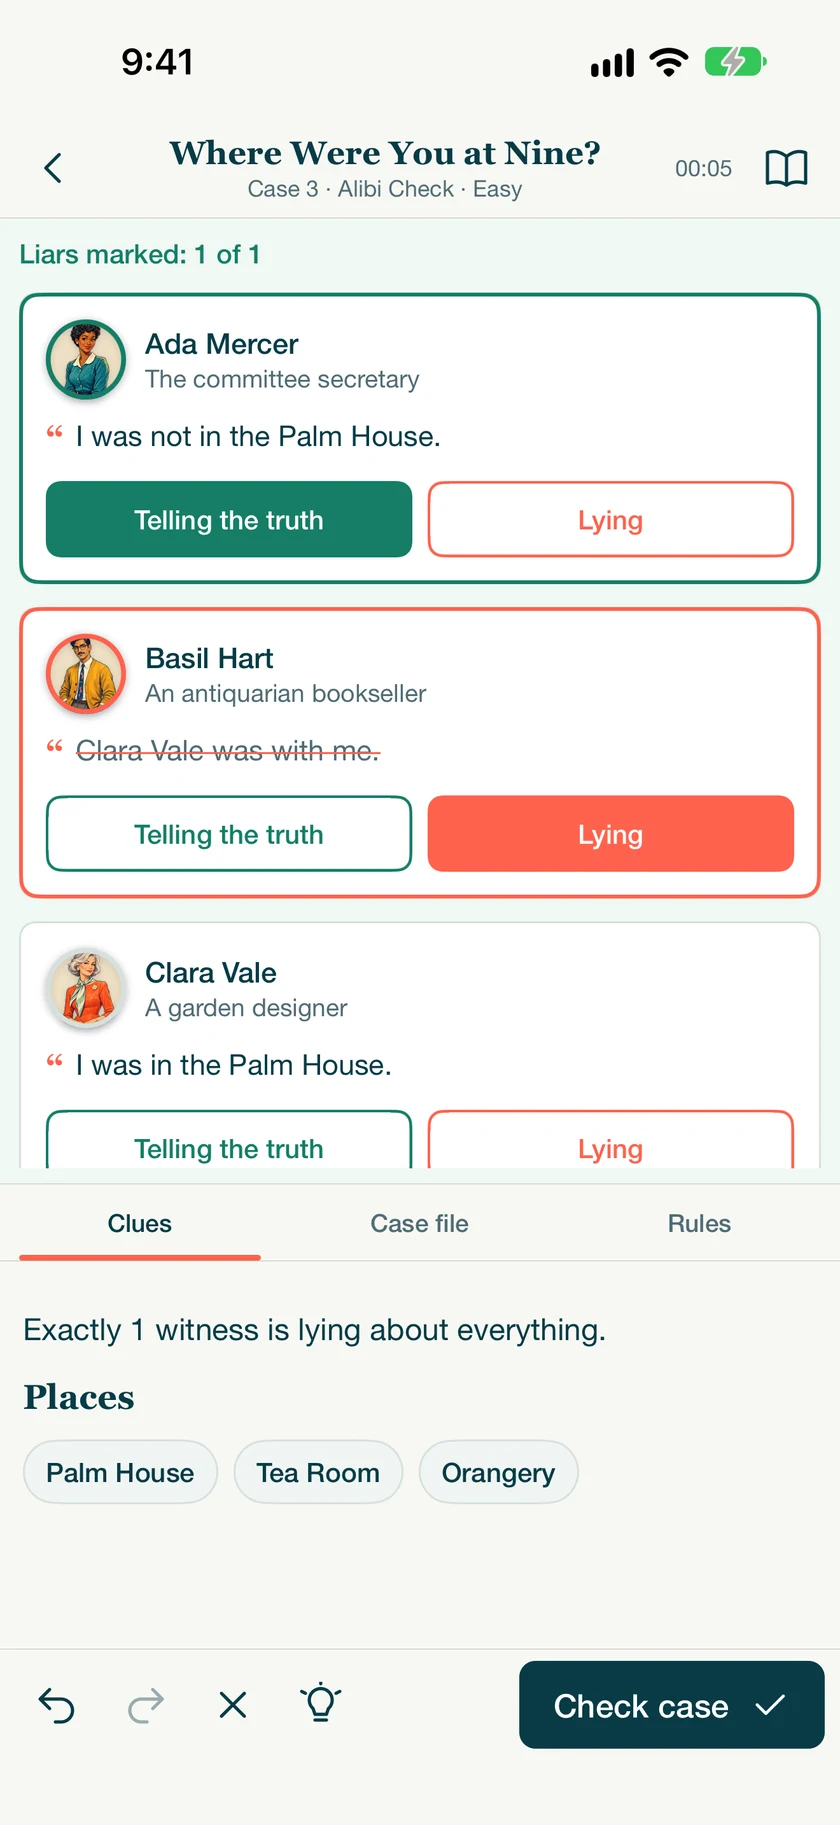 9:41
Where Were You at Nine?
Case 3 · Alibi Check · Easy
00:05
Liars marked: 1 of 1
Ada Mercer
The committee secretary
“ I was not in the Palm House.
Telling the truth
Lying
Basil Hart
An antiquarian bookseller
“ Clara Vale was with me.
Telling the truth
Lying
Clara Vale
A garden designer
“ I was in the Palm House.
Telling the truth
Lying
Clues
Case file
Rules
Exactly 1 witness is lying about everything.
Places
Palm House
Tea Room
Orangery
Check case